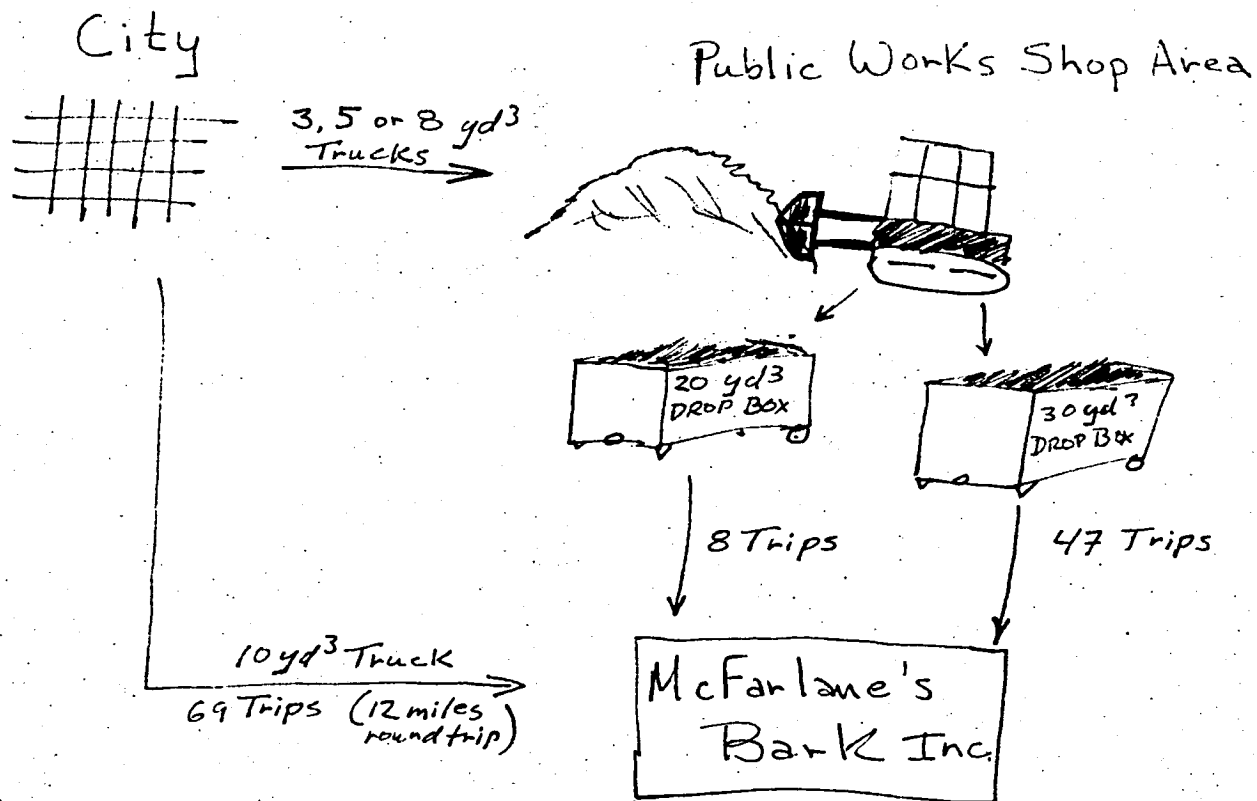 City
Public Works Shop Area
3, 5 or 8 yd³
Trucks
20 yd³
DROP BOX
30 yd³
DROP BOX
8 Trips
47 Trips
10 yd³ Truck
69 Trips (12 miles
round trip)
McFarlane's
Bark Inc.